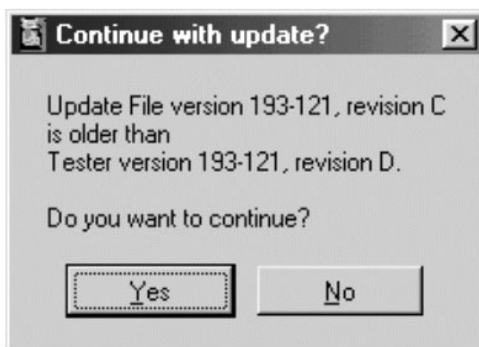 Continue with update?
Update File version 193-121, revision C
is older than
Tester version 193-121, revision D.
Do you want to continue?
Yes
No